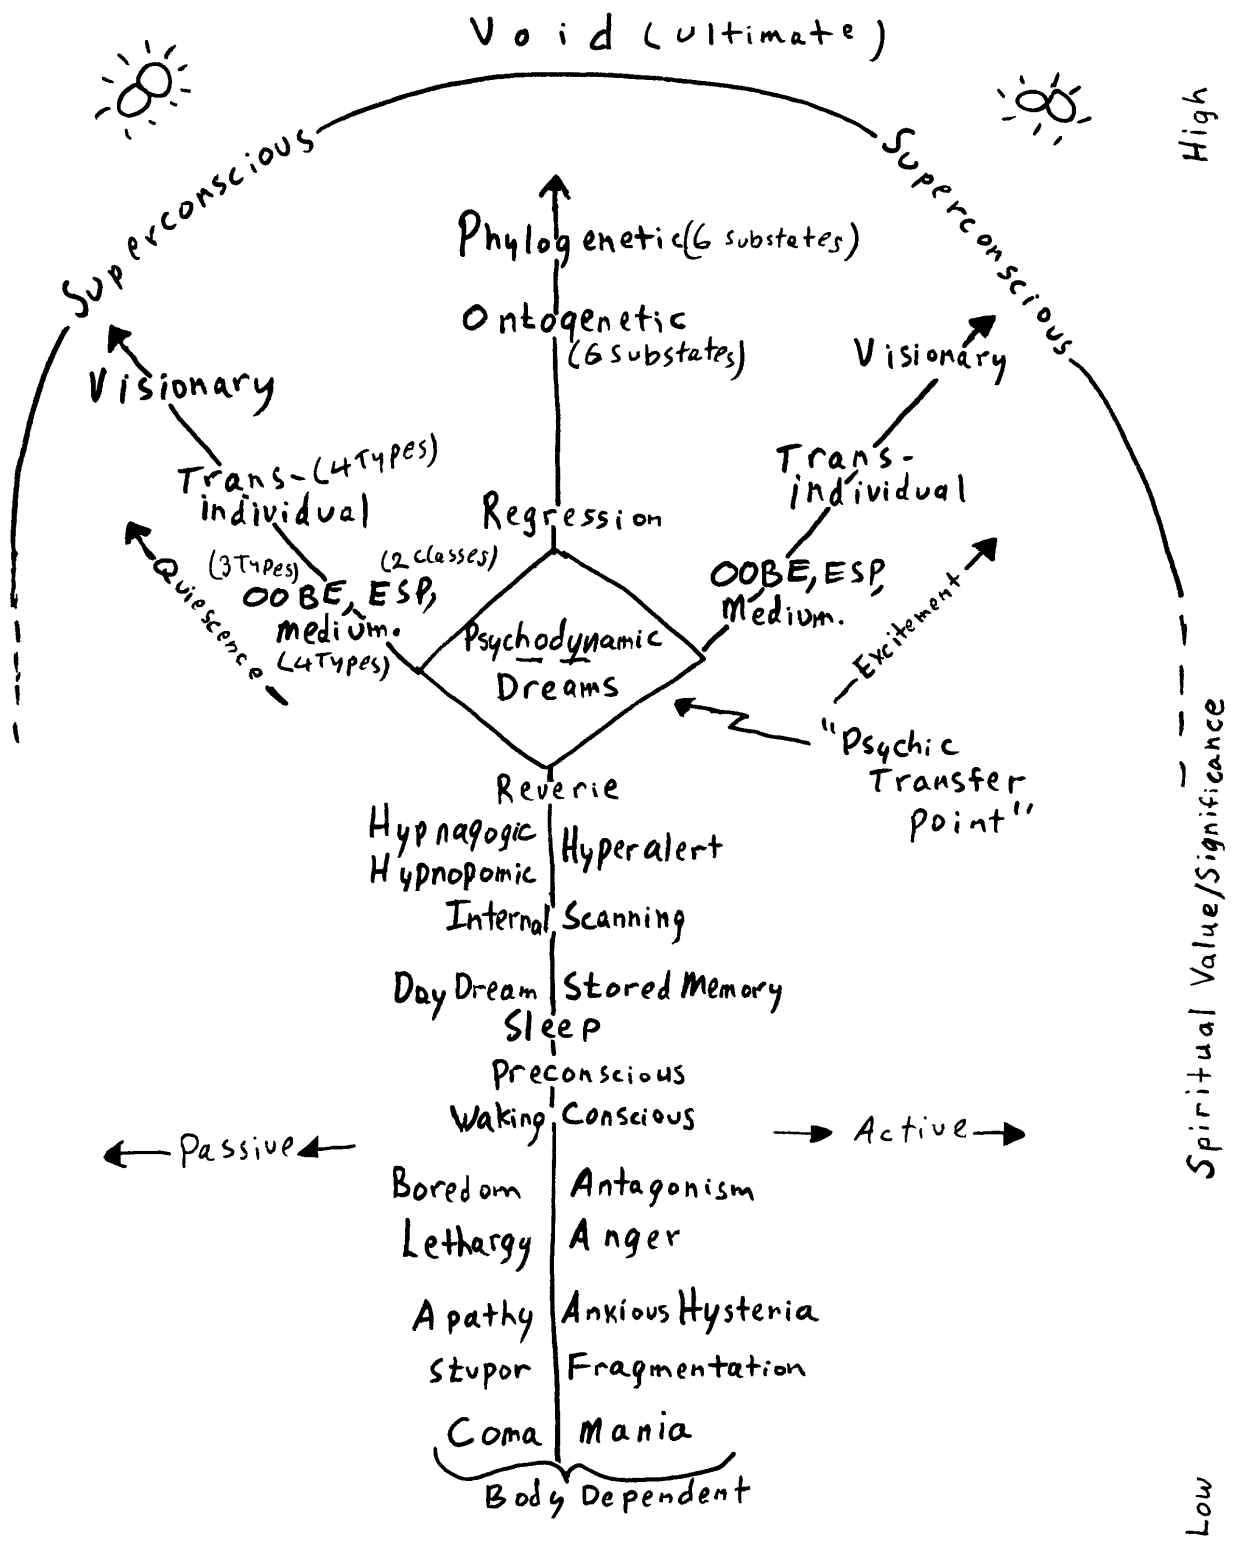 Void (Ultimate)
High
Superconscious
Superconscious
Phylogenetic (6 substates)
Ontogenetic
(6 Substates)
Visionary
Visionary
Trans- (4 Types)
individual
Trans-
individual
Regression
(3 Types) (2 classes)
OOBE, ESP,
medium.
(4 Types)
OOBE, ESP,
Medium.
Quiescence
Excitement
Psychodynamic
Dreams
"Psychic
Transfer
Point"
Reverie
Hypnagogic
Hypnopomic
Hyperalert
Internal Scanning
Day Dream Stored Memory
Sleep
Preconscious
Waking Conscious
Passive
Active
Boredom Antagonism
Lethargy Anger
Apathy Anxious Hysteria
Stupor Fragmentation
Coma Mania
Body Dependent
Spiritual Value/Significance
Low